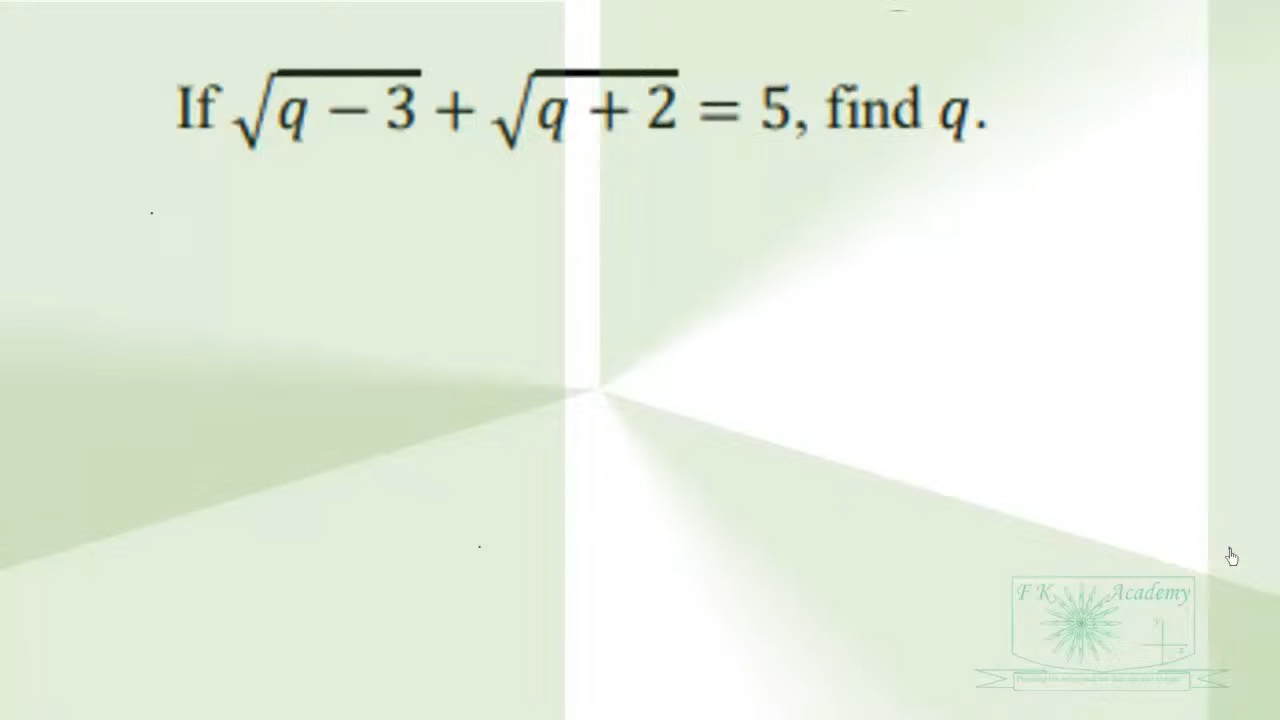 If √(q − 3) + √(q + 2) = 5, find q.
F K Academy
y
x